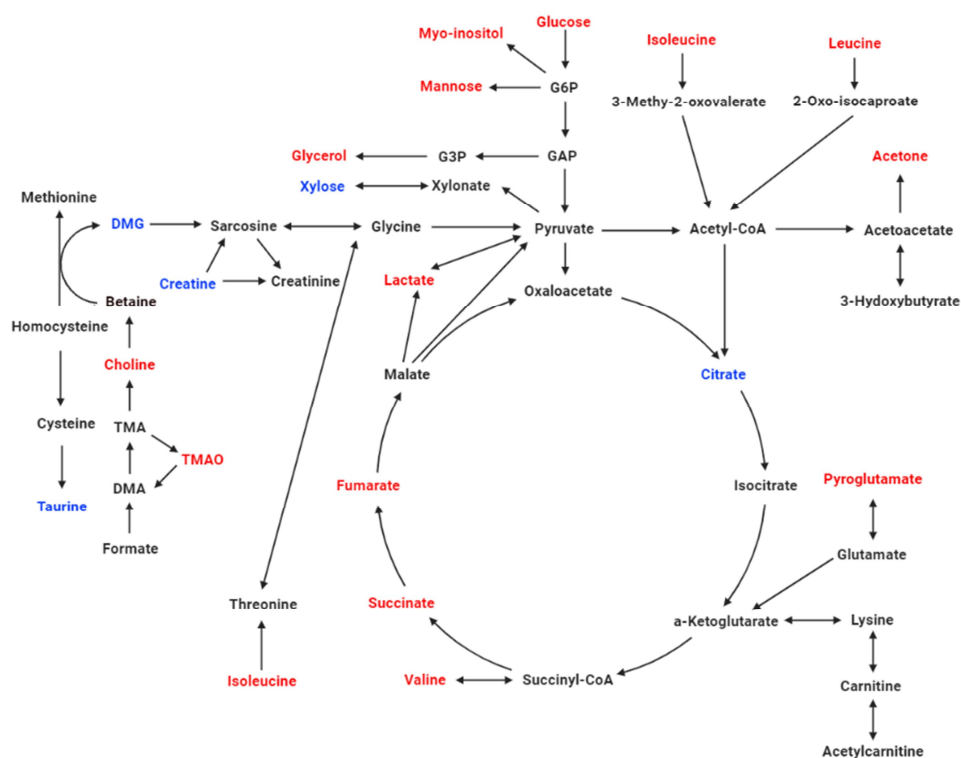 Glucose
Myo-inositol
Isoleucine
Leucine
Mannose
G6P
3-Methy-2-oxovalerate
2-Oxo-isocaproate
Glycerol
G3P
GAP
Acetone
Xylose
Xylonate
Methionine
DMG
Sarcosine
Glycine
Pyruvate
Acetyl-CoA
Acetoacetate
Creatine
Creatinine
Lactate
Oxaloacetate
3-Hydoxybutyrate
Betaine
Homocysteine
Choline
Malate
Citrate
Cysteine
TMA
TMAO
Fumarate
Isocitrate
Pyroglutamate
DMA
Taurine
Formate
Glutamate
Threonine
Succinate
a-Ketoglutarate
Lysine
Isoleucine
Valine
Succinyl-CoA
Carnitine
Acetylcarnitine